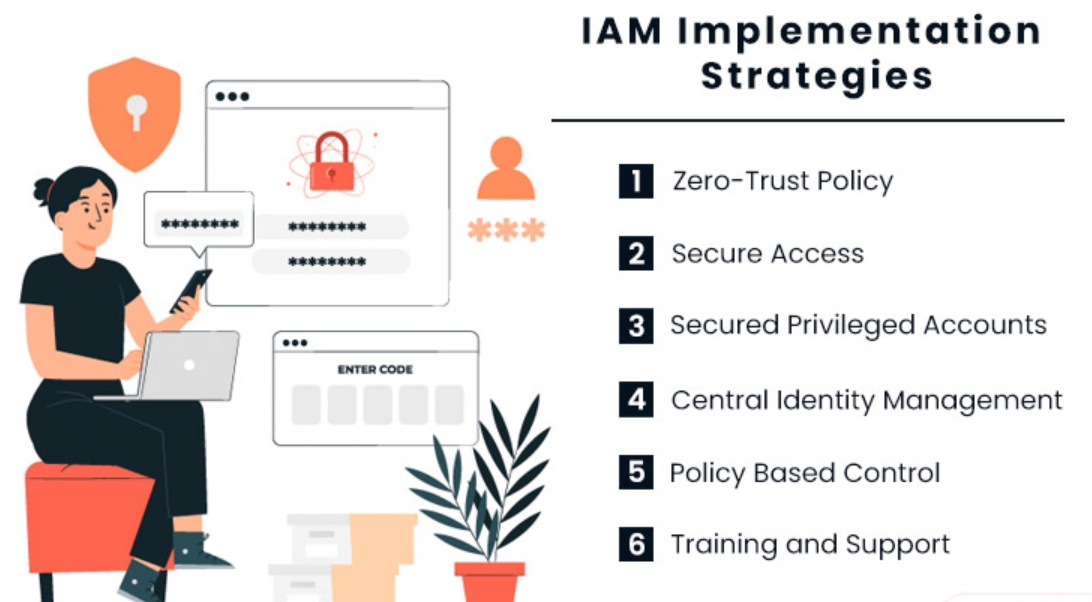 IAM Implementation
Strategies
1 Zero-Trust Policy
2 Secure Access
3 Secured Privileged Accounts
4 Central Identity Management
5 Policy Based Control
6 Training and Support
********
********
********
***
ENTER CODE